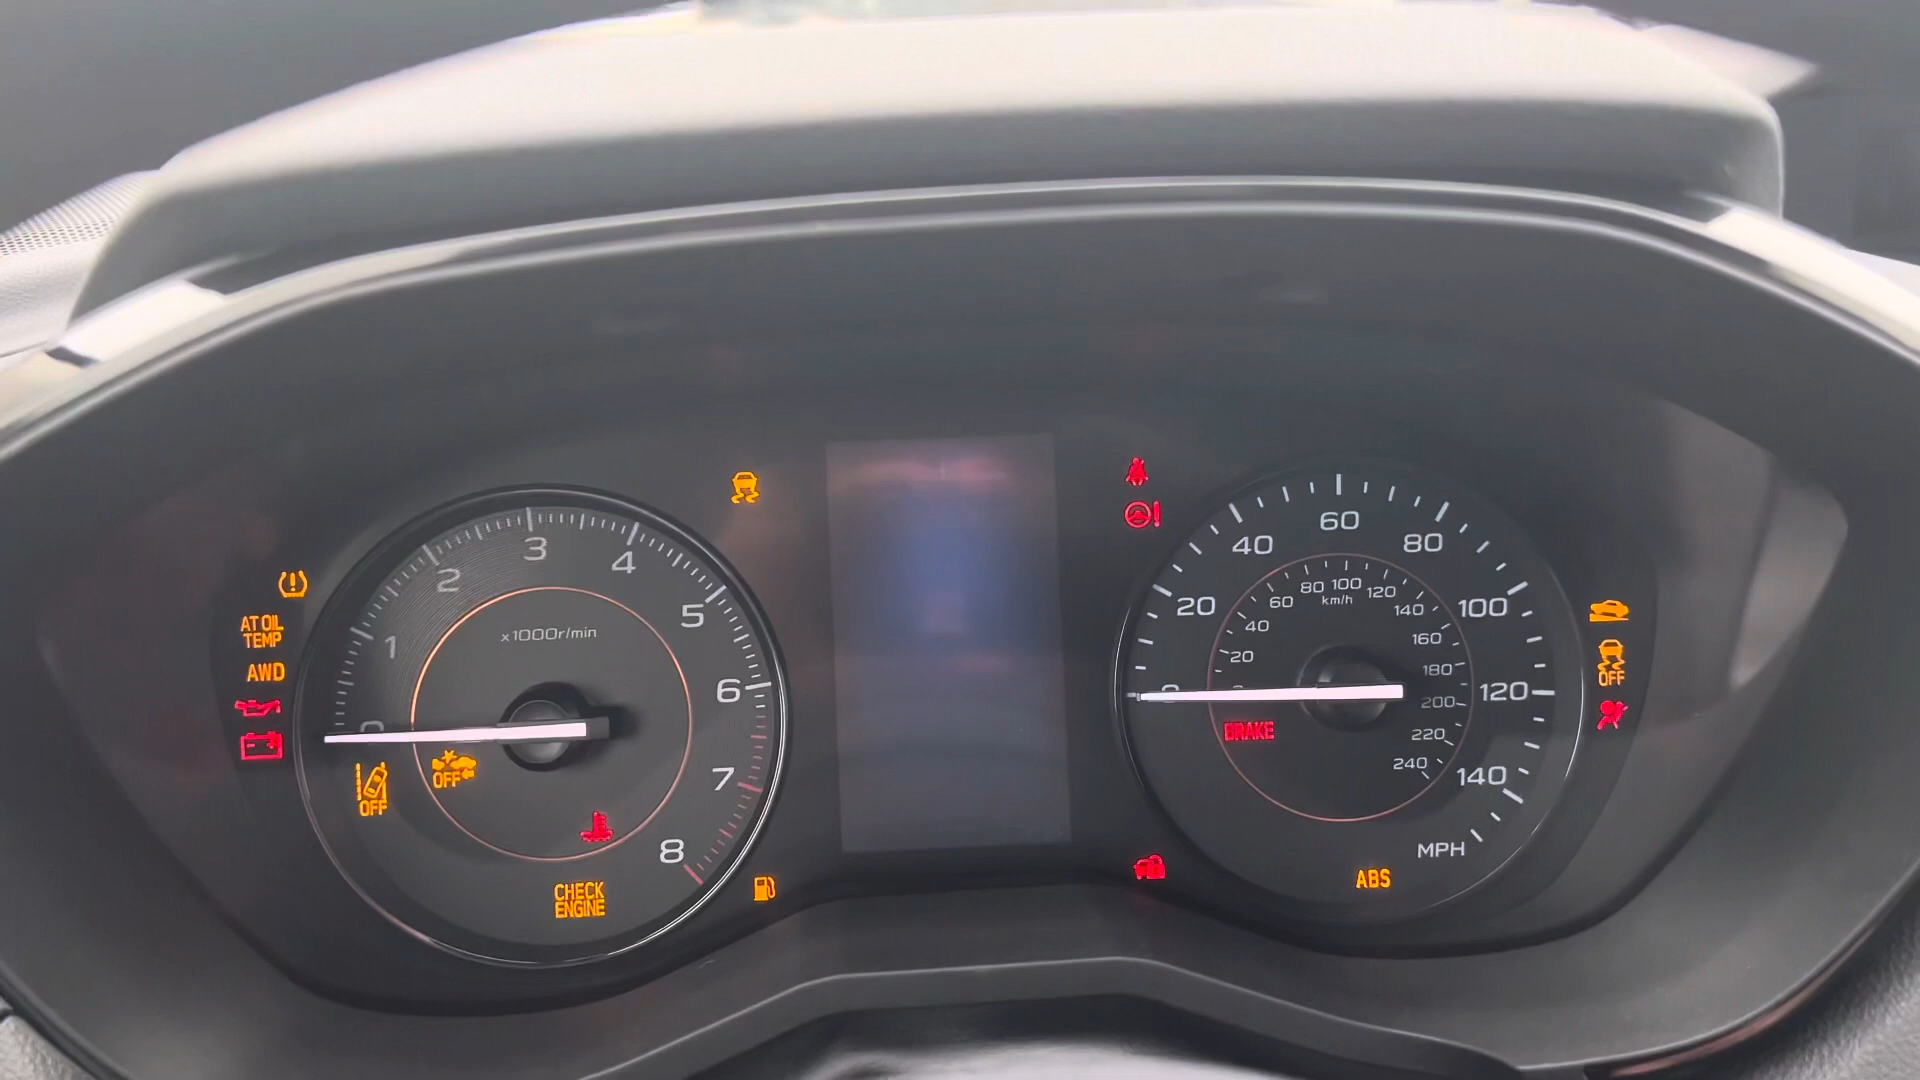 AT OIL
TEMP
AWD
0
1
2
3
4
5
6
7
8
x1000r/min
OFF
OFF
CHECK
ENGINE
20
40
60
80
100
120
140
MPH
20
40
60
80
100
120
140
160
180
200
220
240
km/h
BRAKE
ABS
OFF